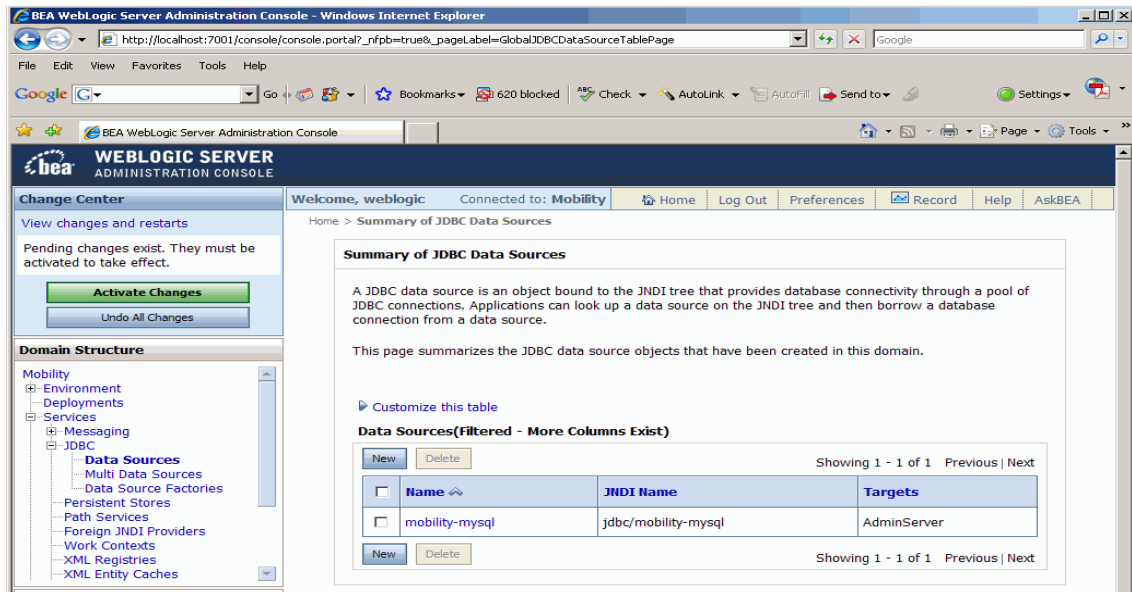 BEA WebLogic Server Administration Console - Windows Internet Explorer
http://localhost:7001/console/console.portal?_nfpb=true&_pageLabel=GlobalJDBCDataSourceTablePage
Google
File Edit View Favorites Tools Help
Google G Go Bookmarks 620 blocked ABC Check AutoLink AutoFill Send to Settings
BEA WebLogic Server Administration Console
Page Tools »
bea WEBLOGIC SERVER
ADMINISTRATION CONSOLE
Change Center
View changes and restarts
Pending changes exist. They must be
activated to take effect.
Activate Changes
Undo All Changes
Domain Structure
Mobility
Environment
Deployments
Services
Messaging
JDBC
Data Sources
Multi Data Sources
Data Source Factories
Persistent Stores
Path Services
Foreign JNDI Providers
Work Contexts
XML Registries
XML Entity Caches
Welcome, weblogic Connected to: Mobility Home Log Out Preferences Record Help AskBEA
Home > Summary of JDBC Data Sources
Summary of JDBC Data Sources
A JDBC data source is an object bound to the JNDI tree that provides database connectivity through a pool of
JDBC connections. Applications can look up a data source on the JNDI tree and then borrow a database
connection from a data source.
This page summarizes the JDBC data source objects that have been created in this domain.
Customize this table
Data Sources(Filtered - More Columns Exist)
New Delete Showing 1 - 1 of 1 Previous | Next
Name JNDI Name Targets
mobility-mysql jdbc/mobility-mysql AdminServer
New Delete Showing 1 - 1 of 1 Previous | Next